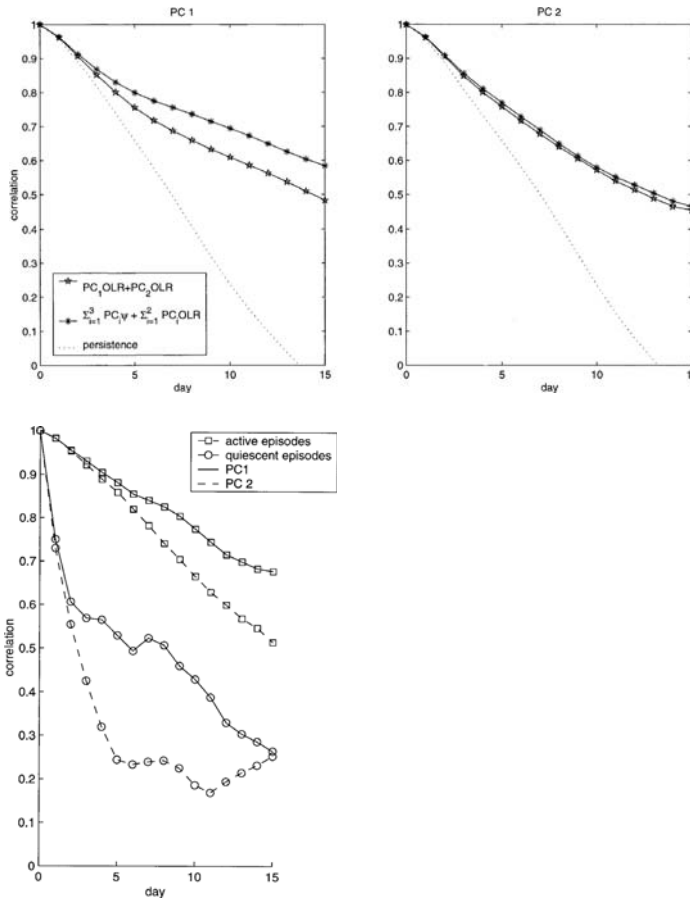 PC 1
1
0.9
0.8
0.7
0.6
0.5
0.4
0.3
0.2
0.1
0
correlation
PC₁OLR+PC₂OLR
Σ³ᵢ₌₁ PCᵢψ + Σ²ᵢ₌₁ PCᵢOLR
persistence
0 5 10 15
day
PC 2
1
0.9
0.8
0.7
0.6
0.5
0.4
0.3
0.2
0.1
0
correlation
0 5 10 15
day
1
0.9
0.8
0.7
0.6
0.5
0.4
0.3
0.2
0.1
0
correlation
active episodes
quiescent episodes
PC1
PC 2
0 5 10 15
day